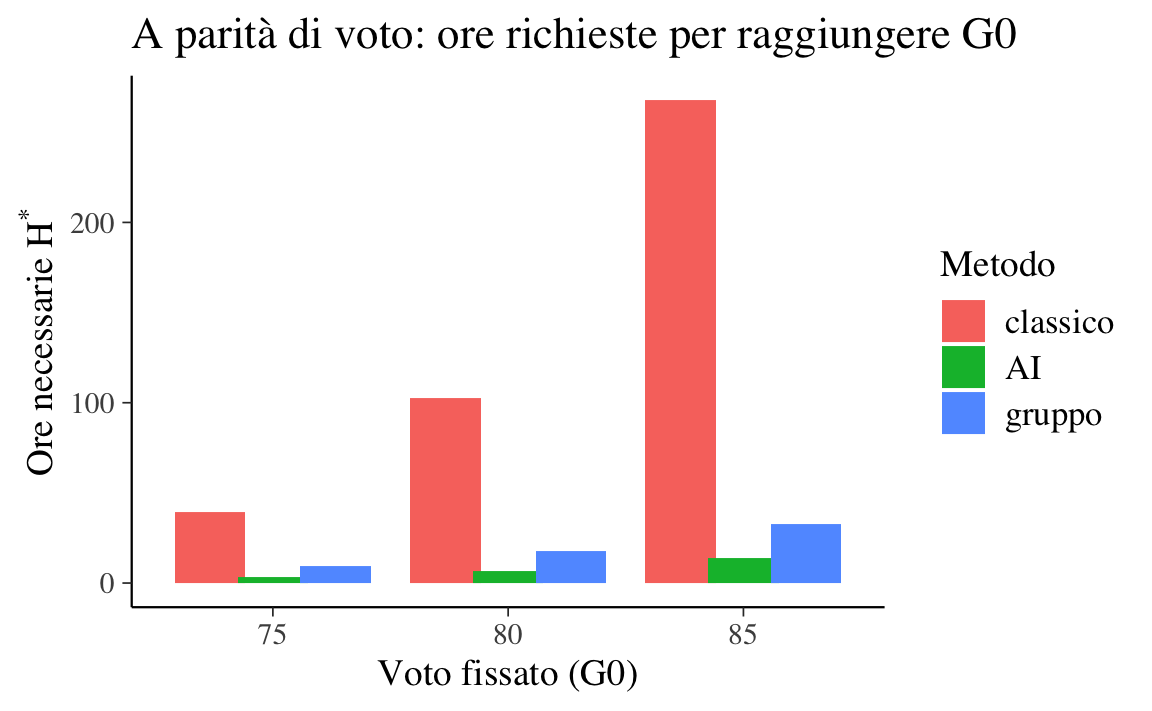 A parità di voto: ore richieste per raggiungere G0
Ore necessarie H*
200
100
0
75
80
85
Voto fissato (G0)
Metodo
classico
AI
gruppo